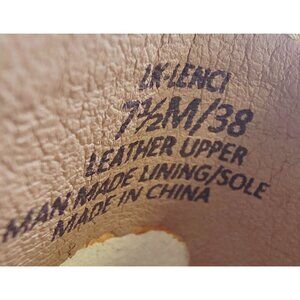 LK-LENCI
7½M/38
LEATHER UPPER
MAN MADE LINING/SOLE
MADE IN CHINA